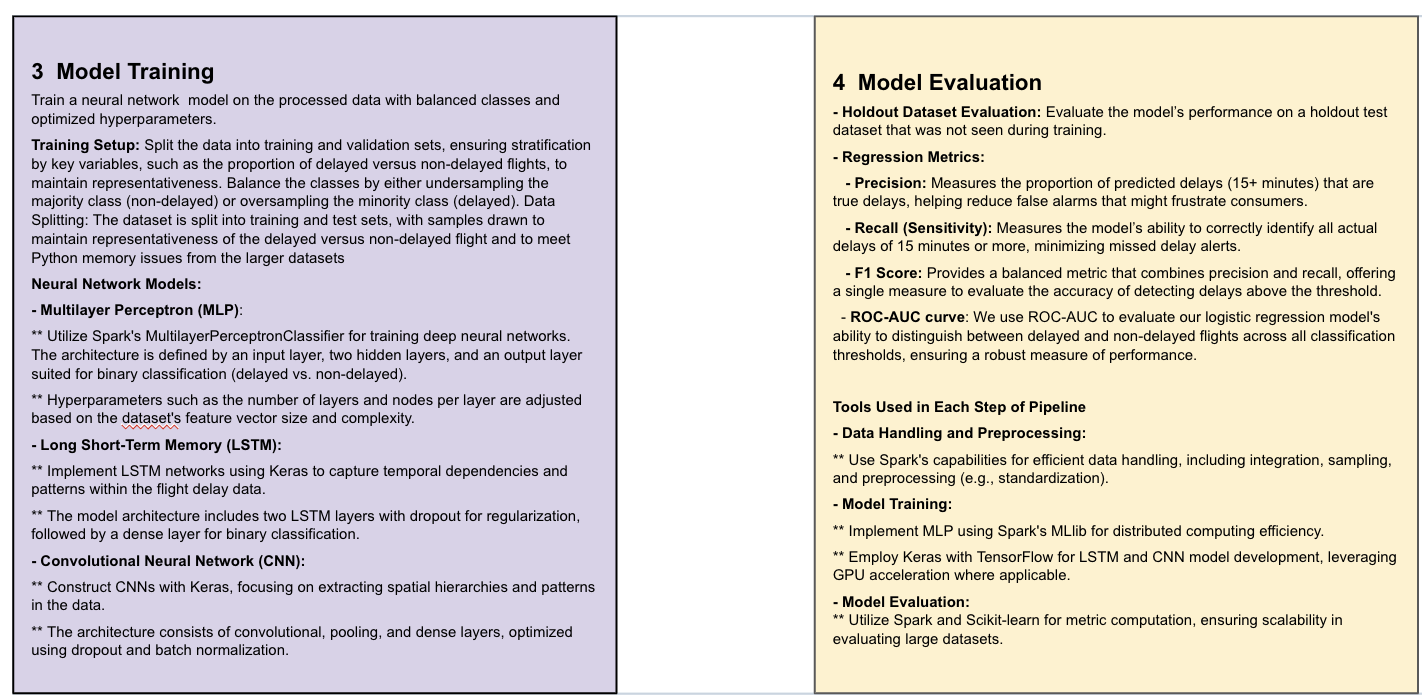 3  Model Training
Train a neural network  model on the processed data with balanced classes and
optimized hyperparameters.
Training Setup: Split the data into training and validation sets, ensuring stratification
by key variables, such as the proportion of delayed versus non-delayed flights, to
maintain representativeness. Balance the classes by either undersampling the
majority class (non-delayed) or oversampling the minority class (delayed). Data
Splitting: The dataset is split into training and test sets, with samples drawn to
maintain representativeness of the delayed versus non-delayed flight and to meet
Python memory issues from the larger datasets
Neural Network Models:
- Multilayer Perceptron (MLP):
** Utilize Spark's MultilayerPerceptronClassifier for training deep neural networks.
The architecture is defined by an input layer, two hidden layers, and an output layer
suited for binary classification (delayed vs. non-delayed).
** Hyperparameters such as the number of layers and nodes per layer are adjusted
based on the dataset's feature vector size and complexity.
- Long Short-Term Memory (LSTM):
** Implement LSTM networks using Keras to capture temporal dependencies and
patterns within the flight delay data.
** The model architecture includes two LSTM layers with dropout for regularization,
followed by a dense layer for binary classification.
- Convolutional Neural Network (CNN):
** Construct CNNs with Keras, focusing on extracting spatial hierarchies and patterns
in the data.
** The architecture consists of convolutional, pooling, and dense layers, optimized
using dropout and batch normalization.
4  Model Evaluation
- Holdout Dataset Evaluation: Evaluate the model’s performance on a holdout test
dataset that was not seen during training.
- Regression Metrics:
- Precision: Measures the proportion of predicted delays (15+ minutes) that are
true delays, helping reduce false alarms that might frustrate consumers.
- Recall (Sensitivity): Measures the model’s ability to correctly identify all actual
delays of 15 minutes or more, minimizing missed delay alerts.
- F1 Score: Provides a balanced metric that combines precision and recall, offering
a single measure to evaluate the accuracy of detecting delays above the threshold.
- ROC-AUC curve: We use ROC-AUC to evaluate our logistic regression model's
ability to distinguish between delayed and non-delayed flights across all classification
thresholds, ensuring a robust measure of performance.
Tools Used in Each Step of Pipeline
- Data Handling and Preprocessing:
** Use Spark's capabilities for efficient data handling, including integration, sampling,
and preprocessing (e.g., standardization).
- Model Training:
** Implement MLP using Spark's MLlib for distributed computing efficiency.
** Employ Keras with TensorFlow for LSTM and CNN model development, leveraging
GPU acceleration where applicable.
- Model Evaluation:
** Utilize Spark and Scikit-learn for metric computation, ensuring scalability in
evaluating large datasets.